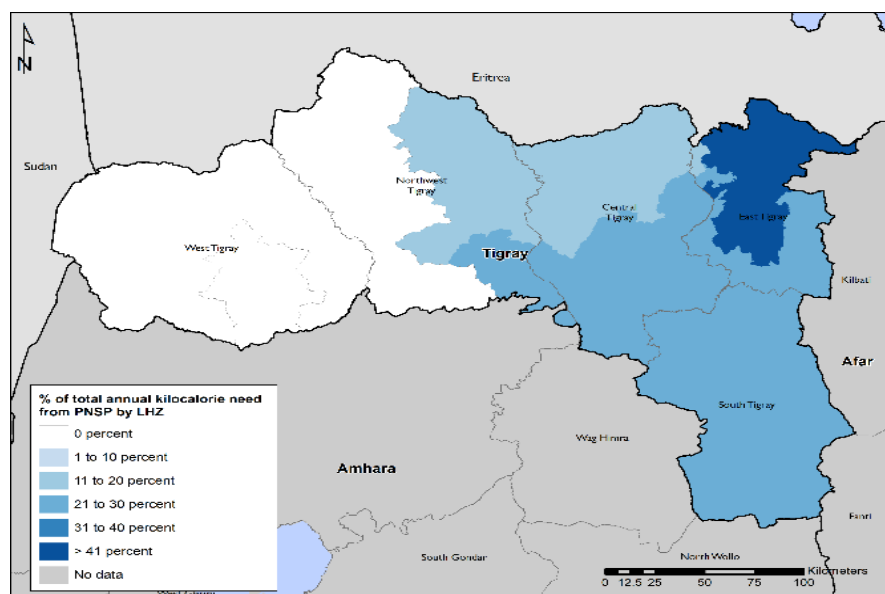 N
Eritrea
Sudan
Northwest
Tigray
Central
Tigray
East Tigray
West Tigray
Tigray
Kilbati
Afar
South Tigray
Wag Himra
Amhara
Fanti
South Gondar
North Wollo
% of total annual kilocalorie need
from PNSP by LHZ
0 percent
1 to 10 percent
11 to 20 percent
21 to 30 percent
31 to 40 percent
> 41 percent
No data
Kilometers
0 12.5 25 50 75 100